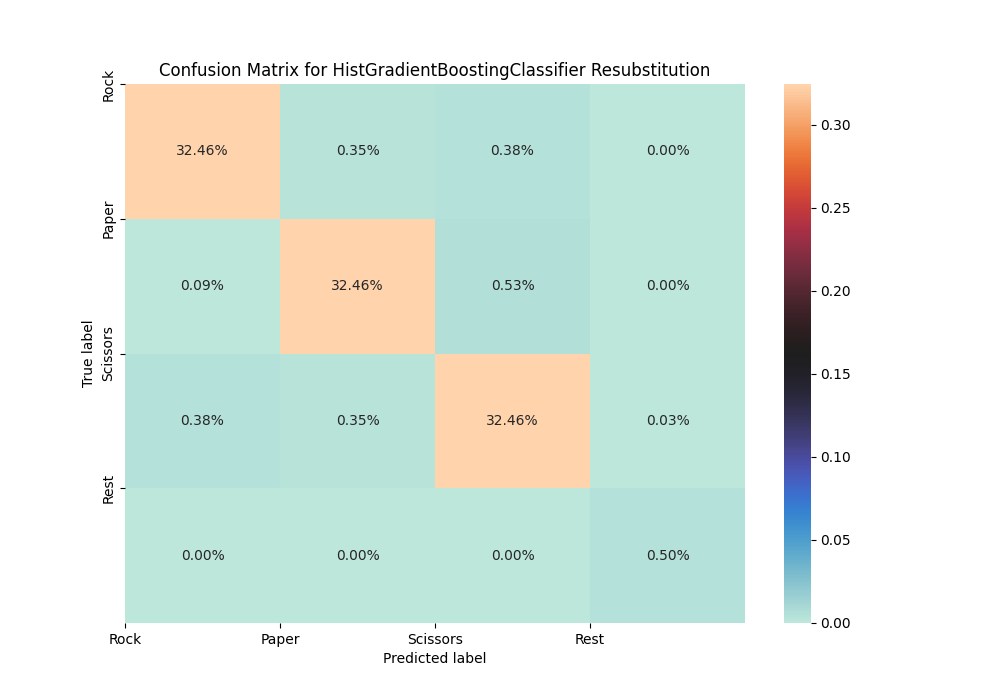 Confusion Matrix for HistGradientBoostingClassifier Resubstitution
True label
Rock
Paper
Scissors
Rest
32.46% 0.35% 0.38% 0.00%
0.09% 32.46% 0.53% 0.00%
0.38% 0.35% 32.46% 0.03%
0.00% 0.00% 0.00% 0.50%
Rock Paper Scissors Rest
Predicted label
0.30
0.25
0.20
0.15
0.10
0.05
0.00